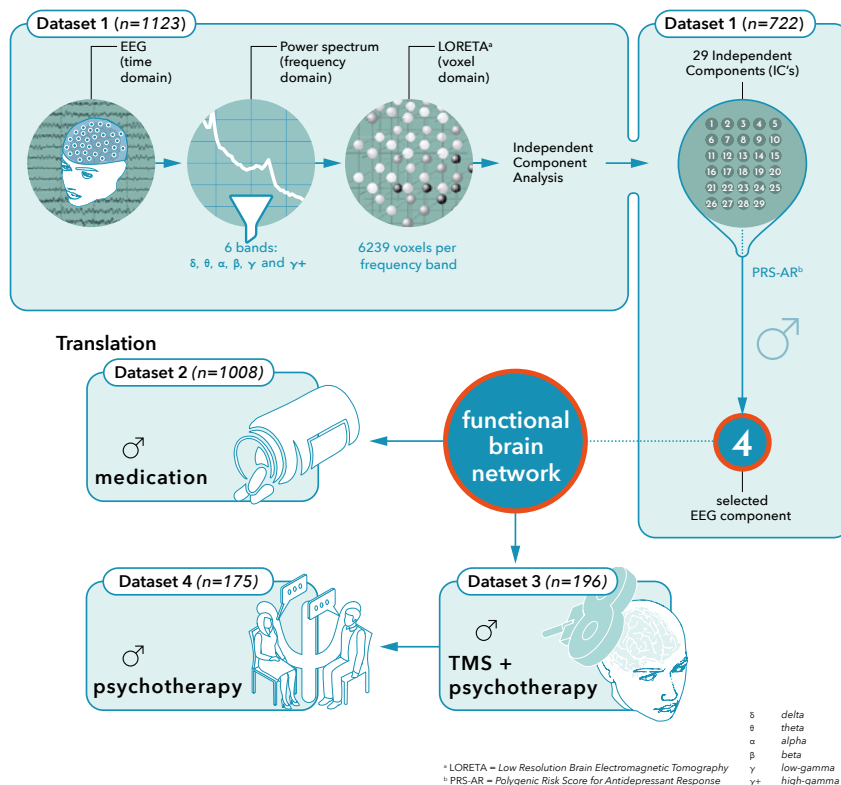 Dataset 1 (n=1123)
EEG
(time
domain)
Power spectrum
(frequency
domain)
LORETAᵃ
(voxel
domain)
6 bands:
δ, θ, α, β, γ and γ+
6239 voxels per
frequency band
Independent
Component
Analysis
Dataset 1 (n=722)
29 Independent
Components (IC's)
1 2 3 4 5
6 7 8 9 10
11 12 13 14 15
16 17 18 19 20
21 22 23 24 25
26 27 28 29
PRS-ARᵇ
♂
4
selected
EEG component
Translation
Dataset 2 (n=1008)
♂
medication
functional
brain
network
Dataset 4 (n=175)
♂
psychotherapy
Dataset 3 (n=196)
♂
TMS +
psychotherapy
ᵃ LORETA = Low Resolution Brain Electromagnetic Tomography
ᵇ PRS-AR = Polygenic Risk Score for Antidepressant Response
δ delta
θ theta
α alpha
β beta
γ low-gamma
γ+ high-gamma